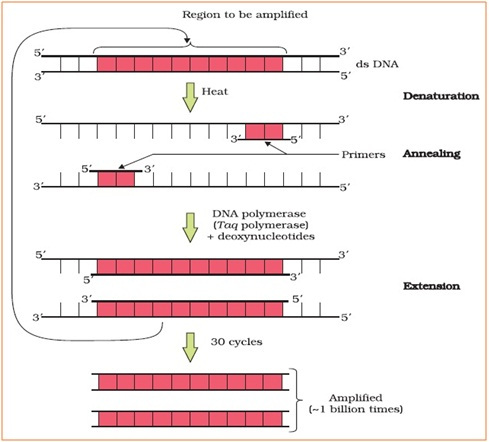 Region to be amplified
5′ 3′
ds DNA
3′ 5′
Heat
Denaturation
5′ 3′
3′ 5′
Primers Annealing
5′ 3′
3′ 5′
DNA polymerase
(Taq polymerase)
+ deoxynucleotides
5′ 3′
5′ 3′
Extension
3′ 5′
3′ 5′
30 cycles
Amplified
(~1 billion times)